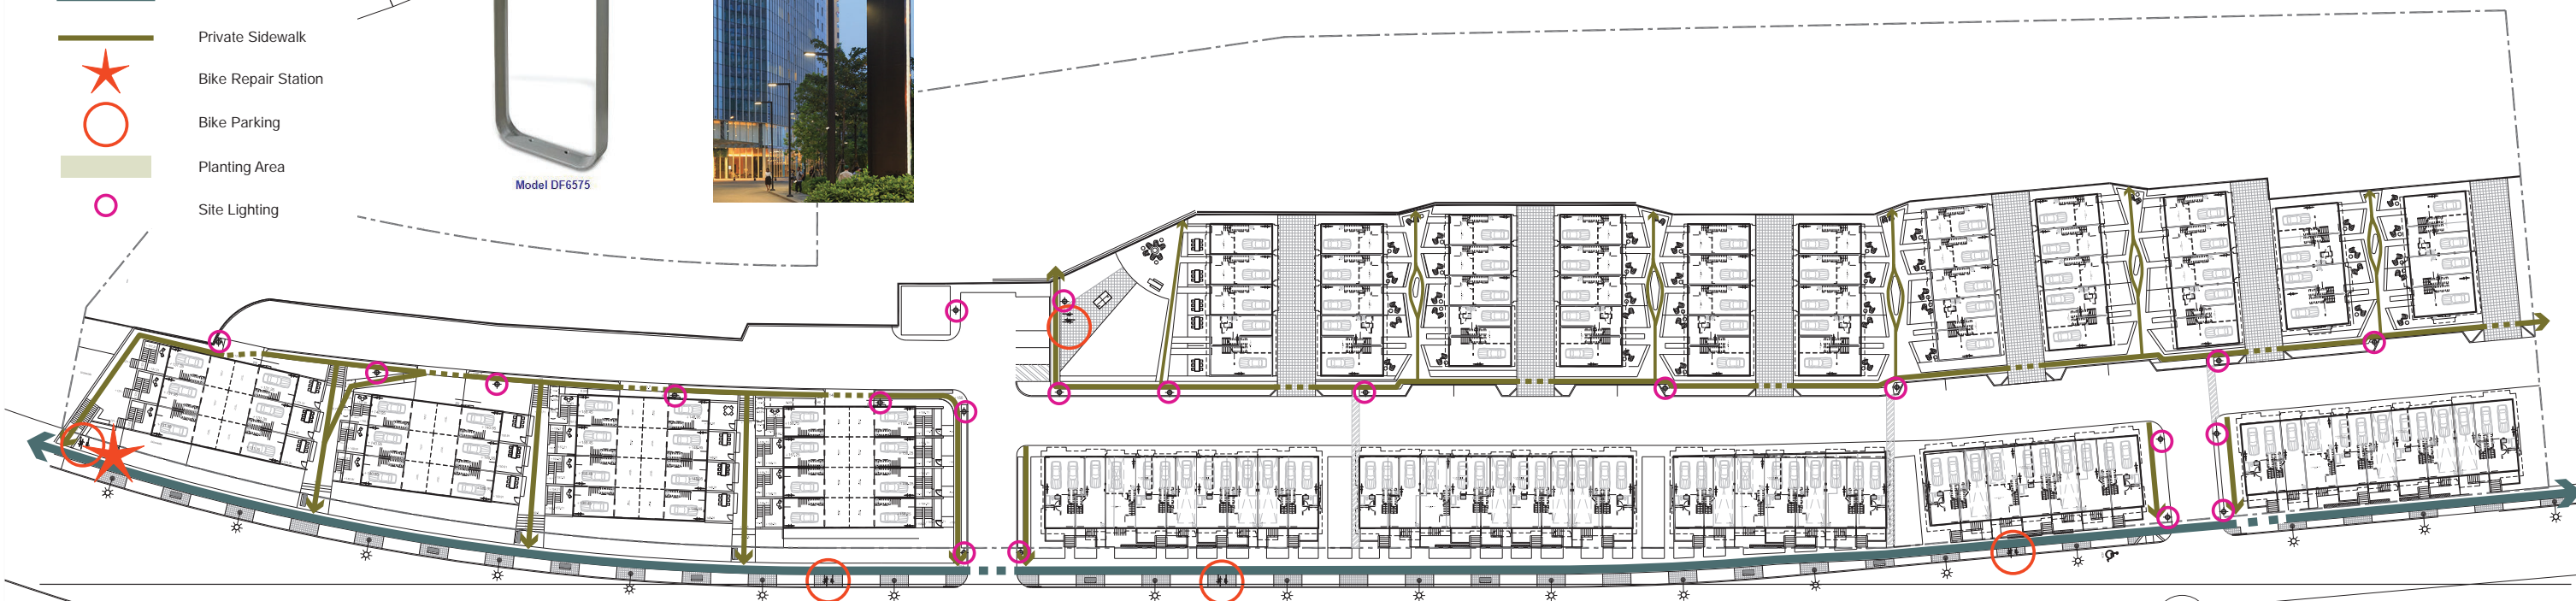 Private Sidewalk
Bike Repair Station
Bike Parking
Planting Area
Site Lighting
Model DF6575